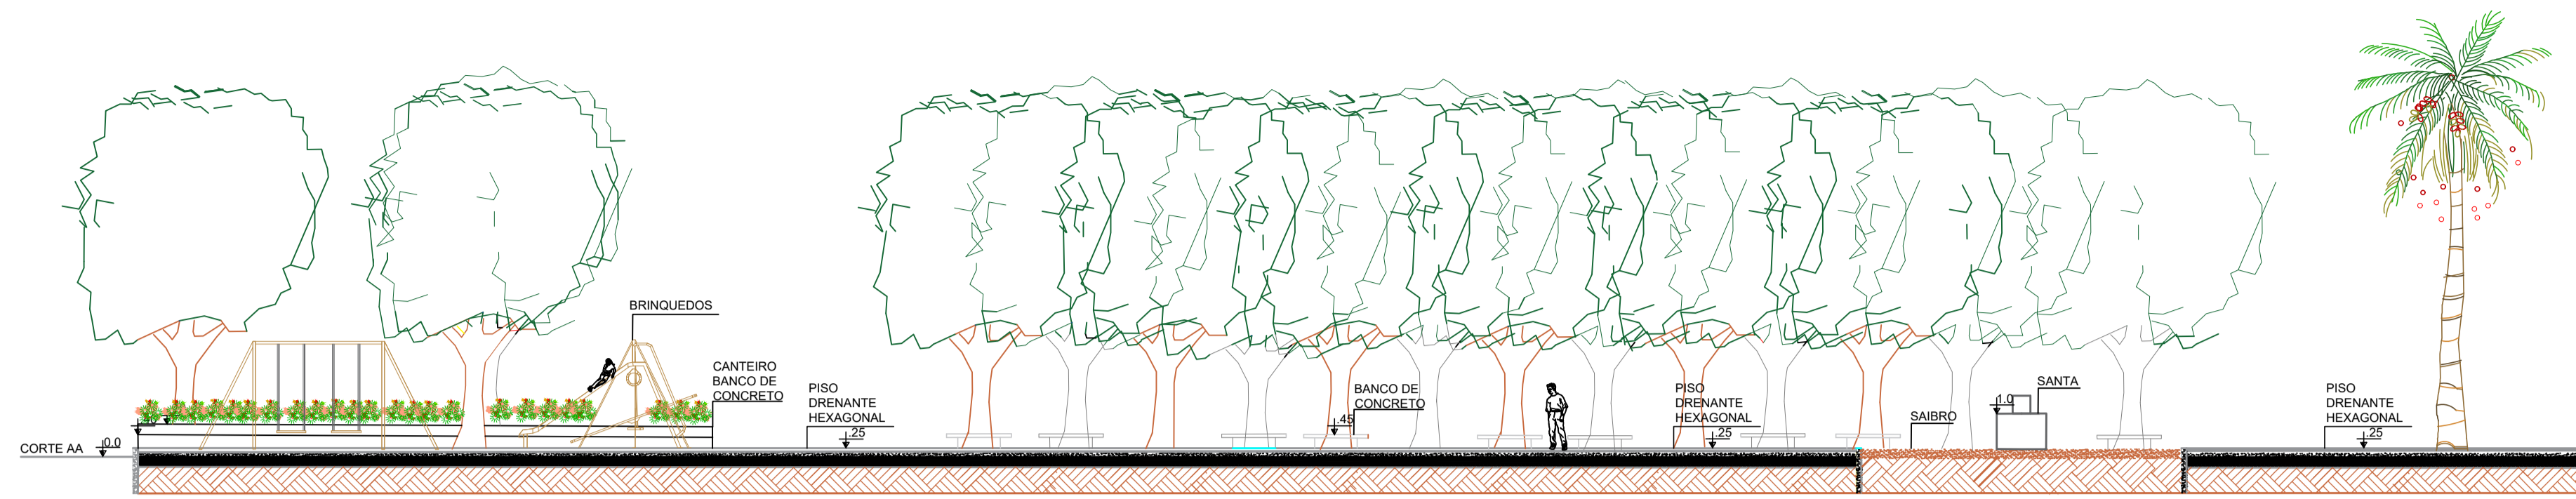 BRINQUEDOS
CANTEIRO
BANCO DE
CONCRETO
PISO
DRENANTE
HEXAGONAL
.25
BANCO DE
CONCRETO
.45
PISO
DRENANTE
HEXAGONAL
.25
SAIBRO
1.0
SANTA
PISO
DRENANTE
HEXAGONAL
.25
CORTE AA
0.0